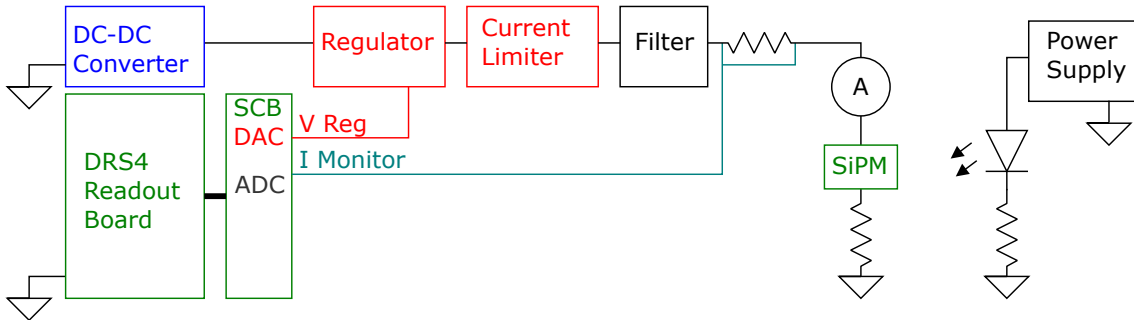 DC-DC
Converter
Regulator
Current
Limiter
Filter
Power
Supply
A
SCB
DAC
V Reg
I Monitor
ADC
DRS4
Readout
Board
SiPM